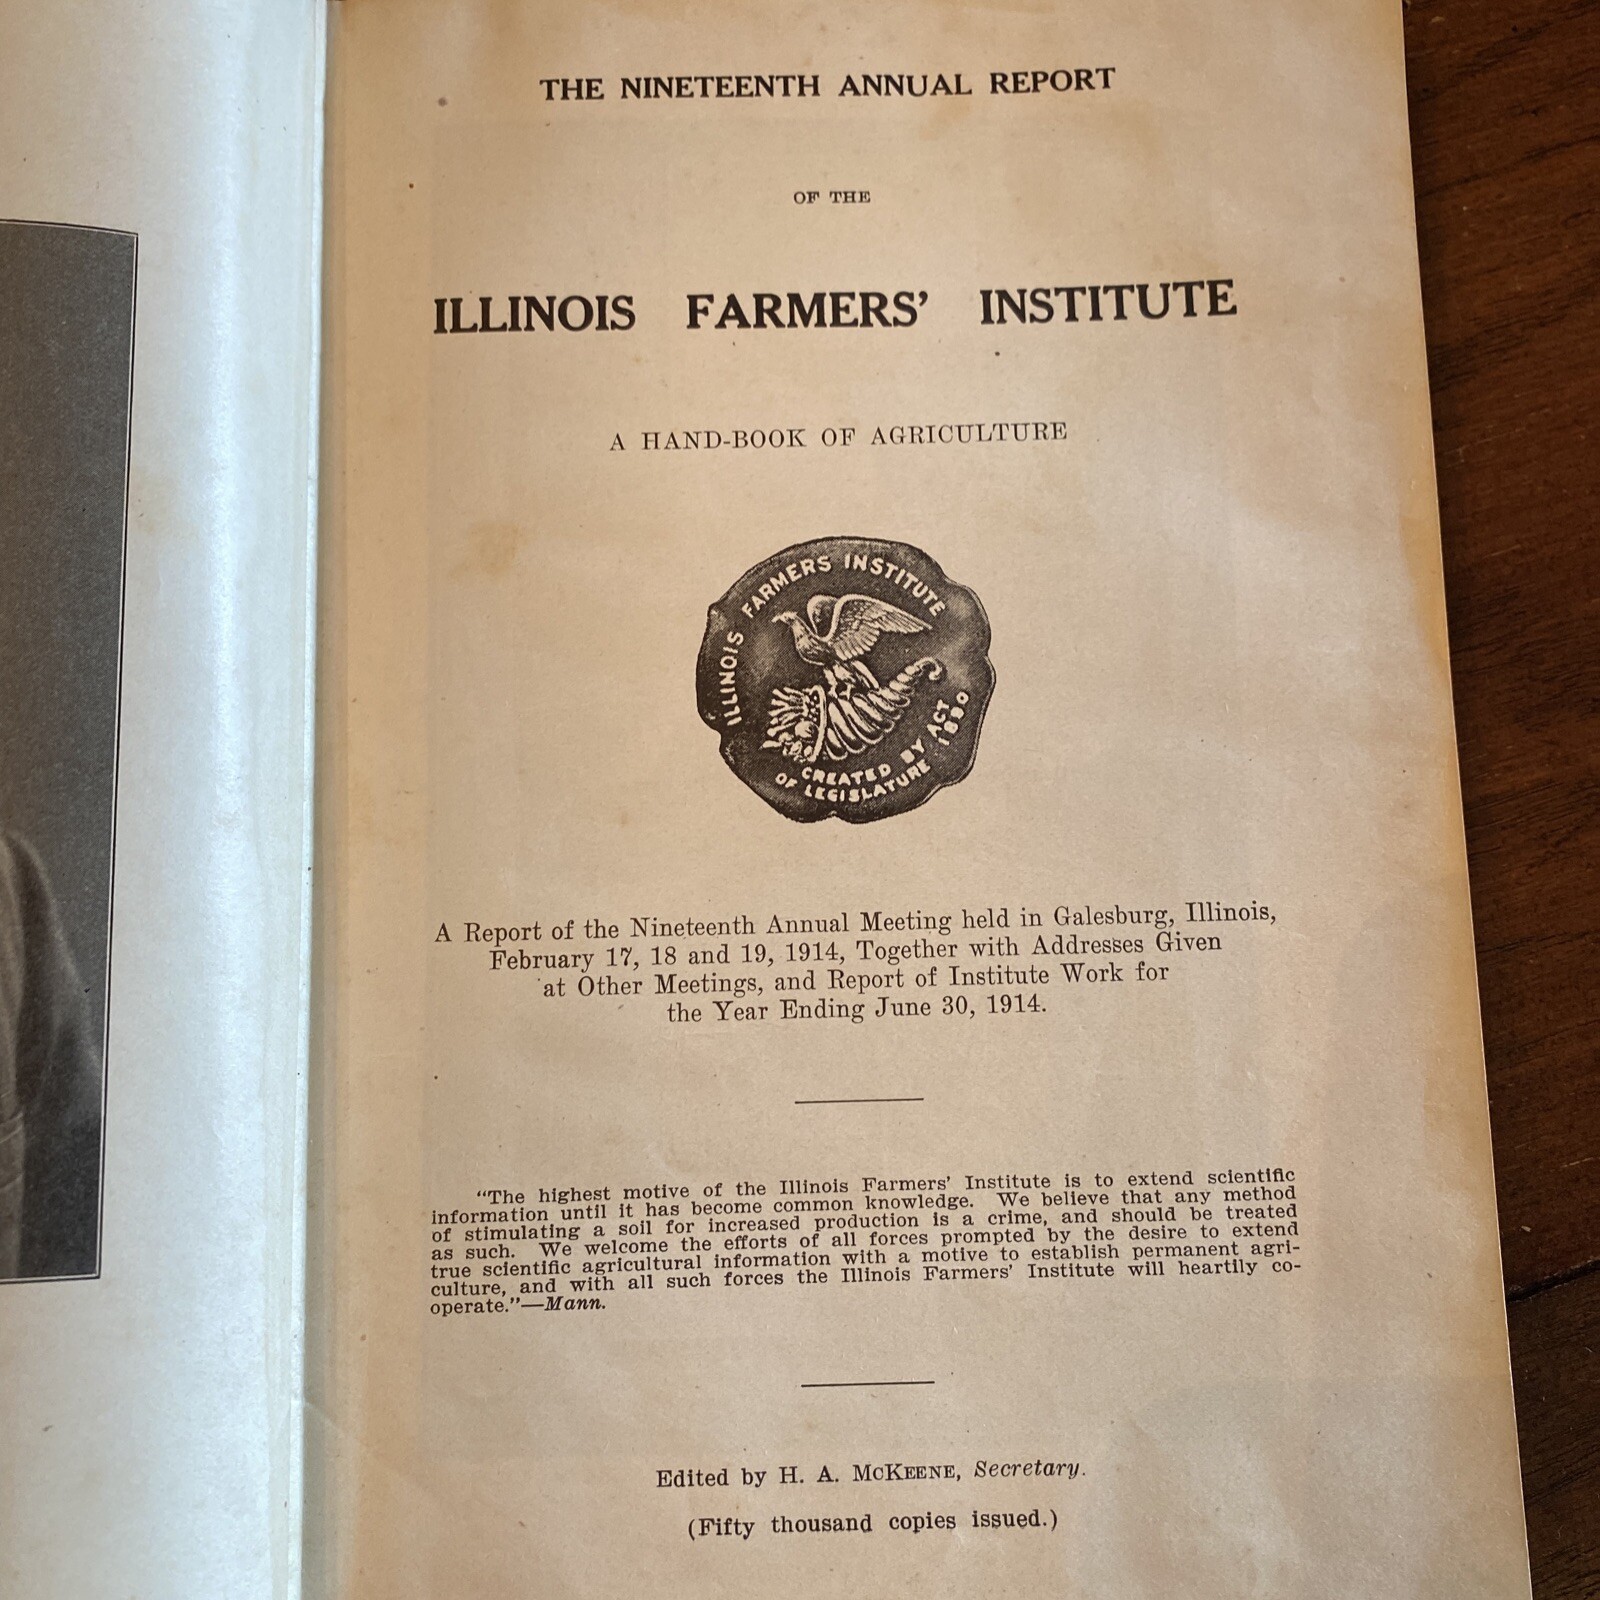 THE NINETEENTH ANNUAL REPORT
OF THE
ILLINOIS FARMERS' INSTITUTE
A HAND-BOOK OF AGRICULTURE
ILLINOIS FARMERS INSTITUTE
CREATED BY ACT
OF LEGISLATURE 1890
A Report of the Nineteenth Annual Meeting held in Galesburg, Illinois,
February 17, 18 and 19, 1914, Together with Addresses Given
at Other Meetings, and Report of Institute Work for
the Year Ending June 30, 1914.
"The highest motive of the Illinois Farmers' Institute is to extend scientific
information until it has become common knowledge. We believe that any method
of stimulating a soil for increased production is a crime, and should be treated
as such. We welcome the efforts of all forces prompted by the desire to extend
true scientific agricultural information with a motive to establish permanent agri-
culture, and with all such forces the Illinois Farmers' Institute will heartily co-
operate."—Mann.
Edited by H. A. McKEENE, Secretary.
(Fifty thousand copies issued.)